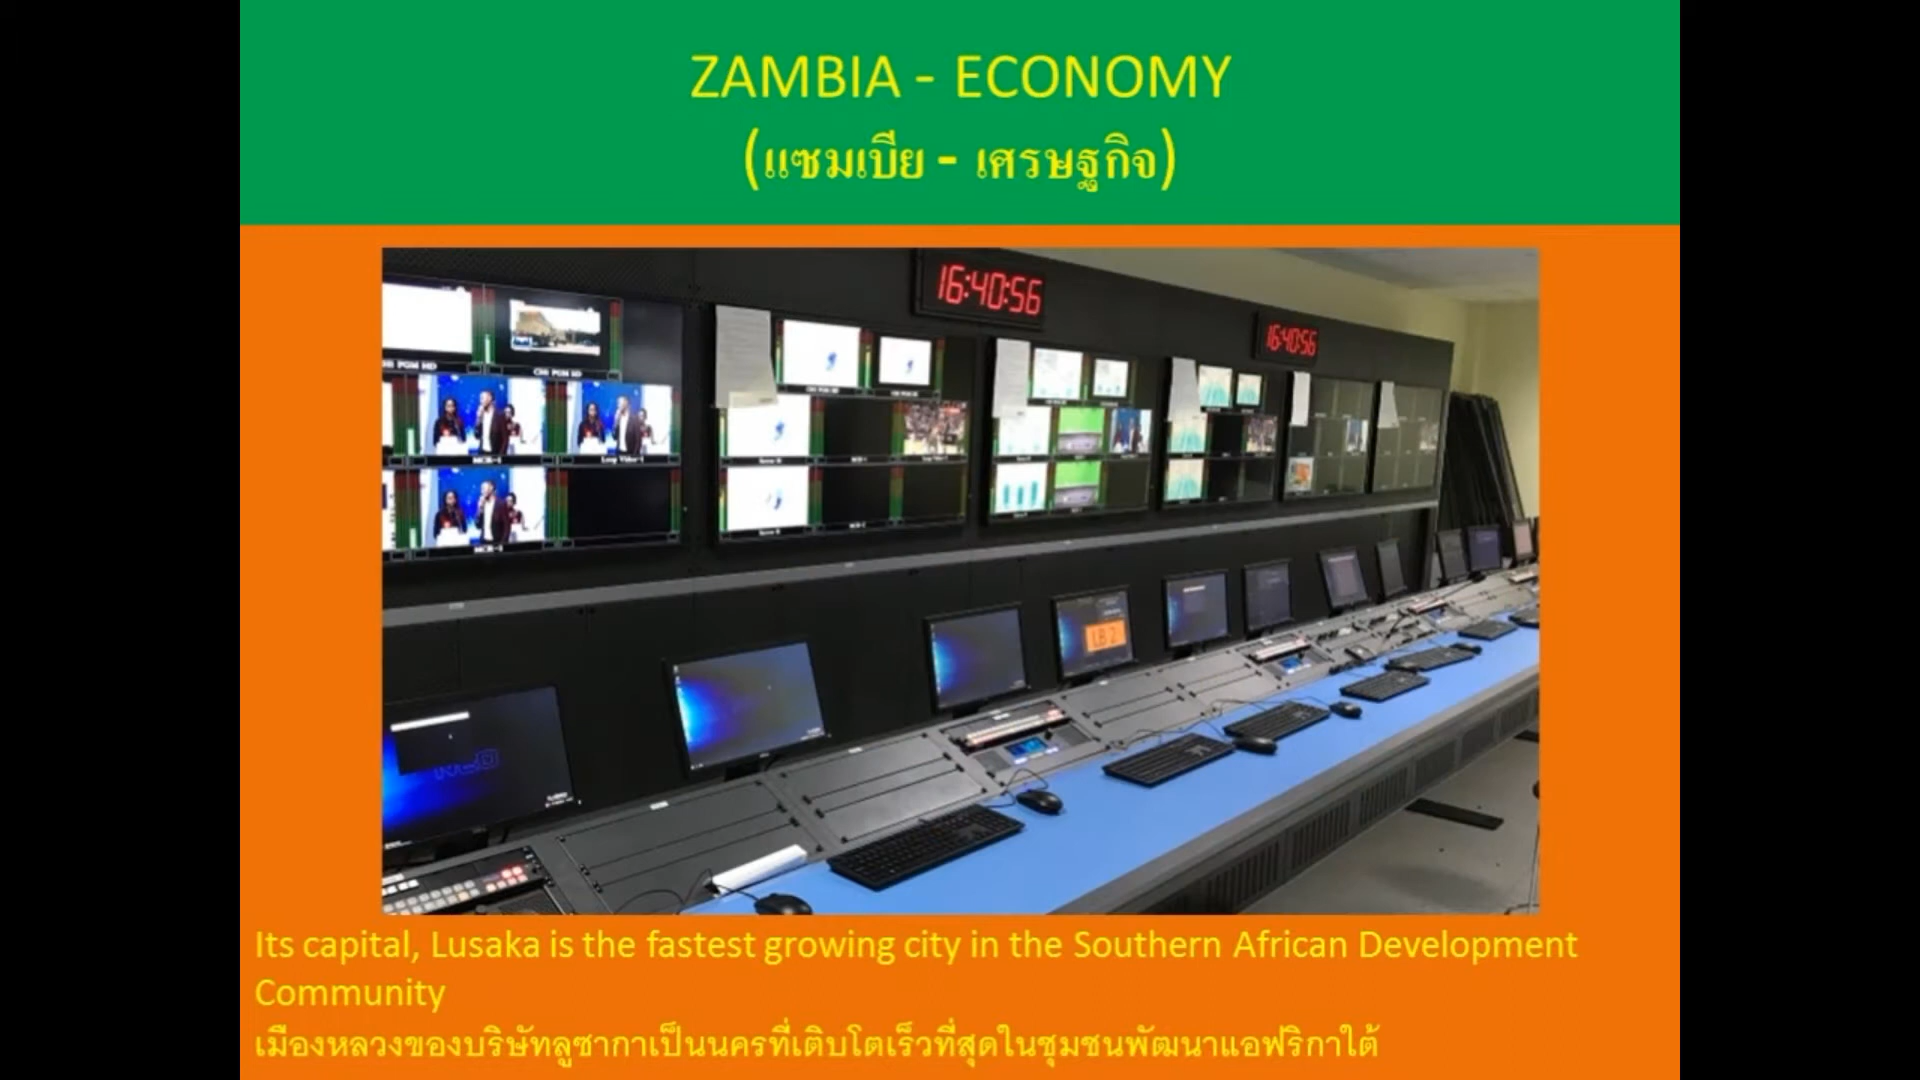 ZAMBIA - ECONOMY
(แซมเบีย - เศรษฐกิจ)
16:40:56
16:40:56
LB 2
Its capital, Lusaka is the fastest growing city in the Southern African Development
Community
เมืองหลวงของบริษัทลูซากาเป็นนครที่เติบโตเร็วที่สุดในชุมชนพัฒนาแอฟริกาใต้